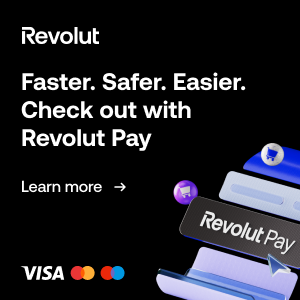 Revolut
Faster. Safer. Easier.
Check out with
Revolut Pay
Learn more →
Revolut Pay
VISA